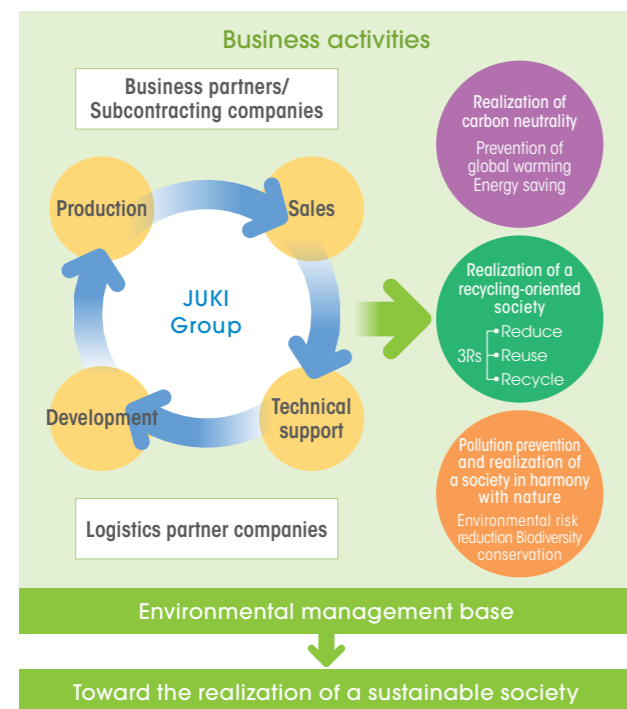 Business activities
Business partners/
Subcontracting companies
Production
Sales
JUKI
Group
Development
Technical
support
Logistics partner companies
Realization of
carbon neutrality
Prevention of
global warming
Energy saving
Realization of a
recycling-oriented
society
3Rs
Reduce
Reuse
Recycle
Pollution prevention
and realization of
a society in harmony
with nature
Environmental risk
reduction Biodiversity
conservation
Environmental management base
Toward the realization of a sustainable society